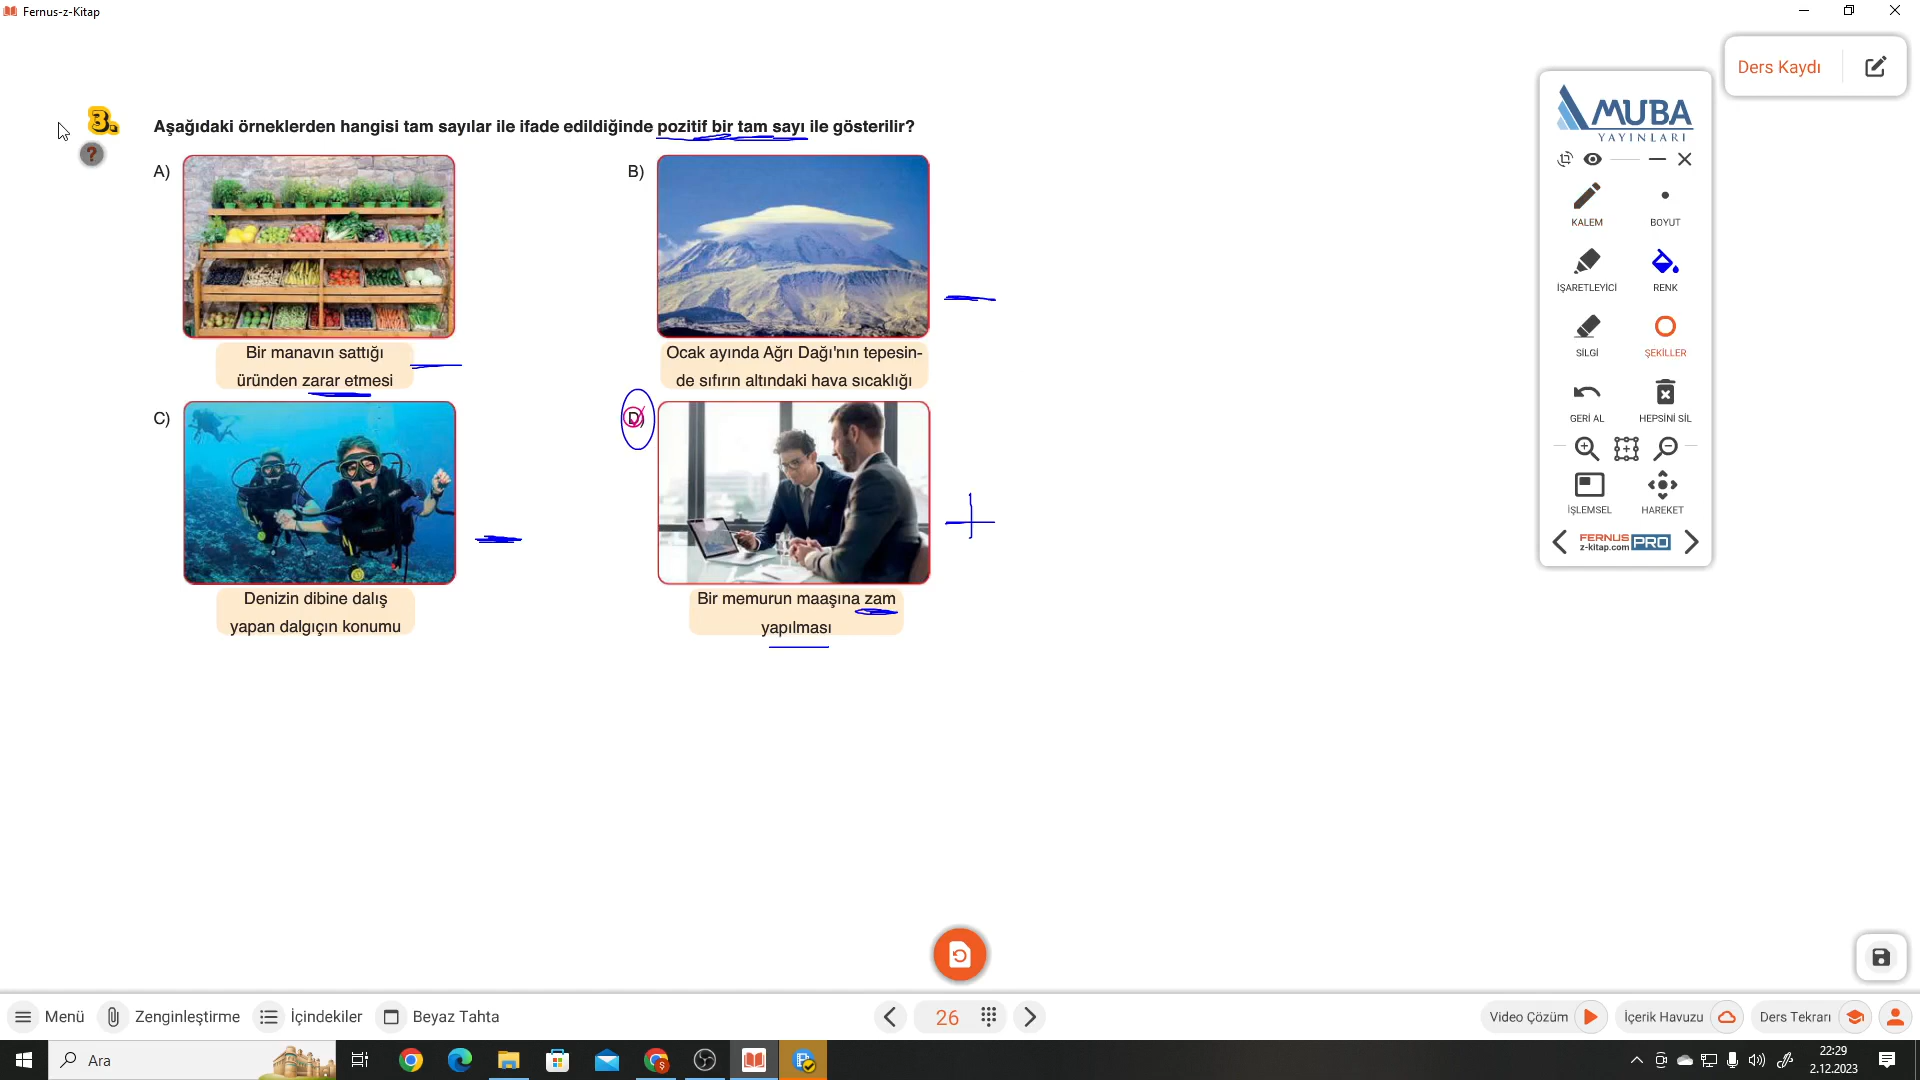 Fernus-z-Kitap
Ders Kaydı
3.
Aşağıdaki örneklerden hangisi tam sayılar ile ifade edildiğinde pozitif bir tam sayı ile gösterilir?
?
A)
B)
Bir manavın sattığı
üründen zarar etmesi
Ocak ayında Ağrı Dağı'nın tepesin-
de sıfırın altındaki hava sıcaklığı
C)
D)
Denizin dibine dalış
yapan dalgıçın konumu
Bir memurun maaşına zam
yapılması
MUBA
YAYINLARI
KALEM
BOYUT
İŞARETLEYİCİ
RENK
SİLGİ
ŞEKİLLER
GERİ AL
HEPSİNİ SİL
İŞLEMSEL
HAREKET
FERNUS
z-kitap.com
PRO
Menü
Zenginleştirme
İçindekiler
Beyaz Tahta
26
Video Çözüm
İçerik Havuzu
Ders Tekrarı
Ara
22:29
2.12.2023